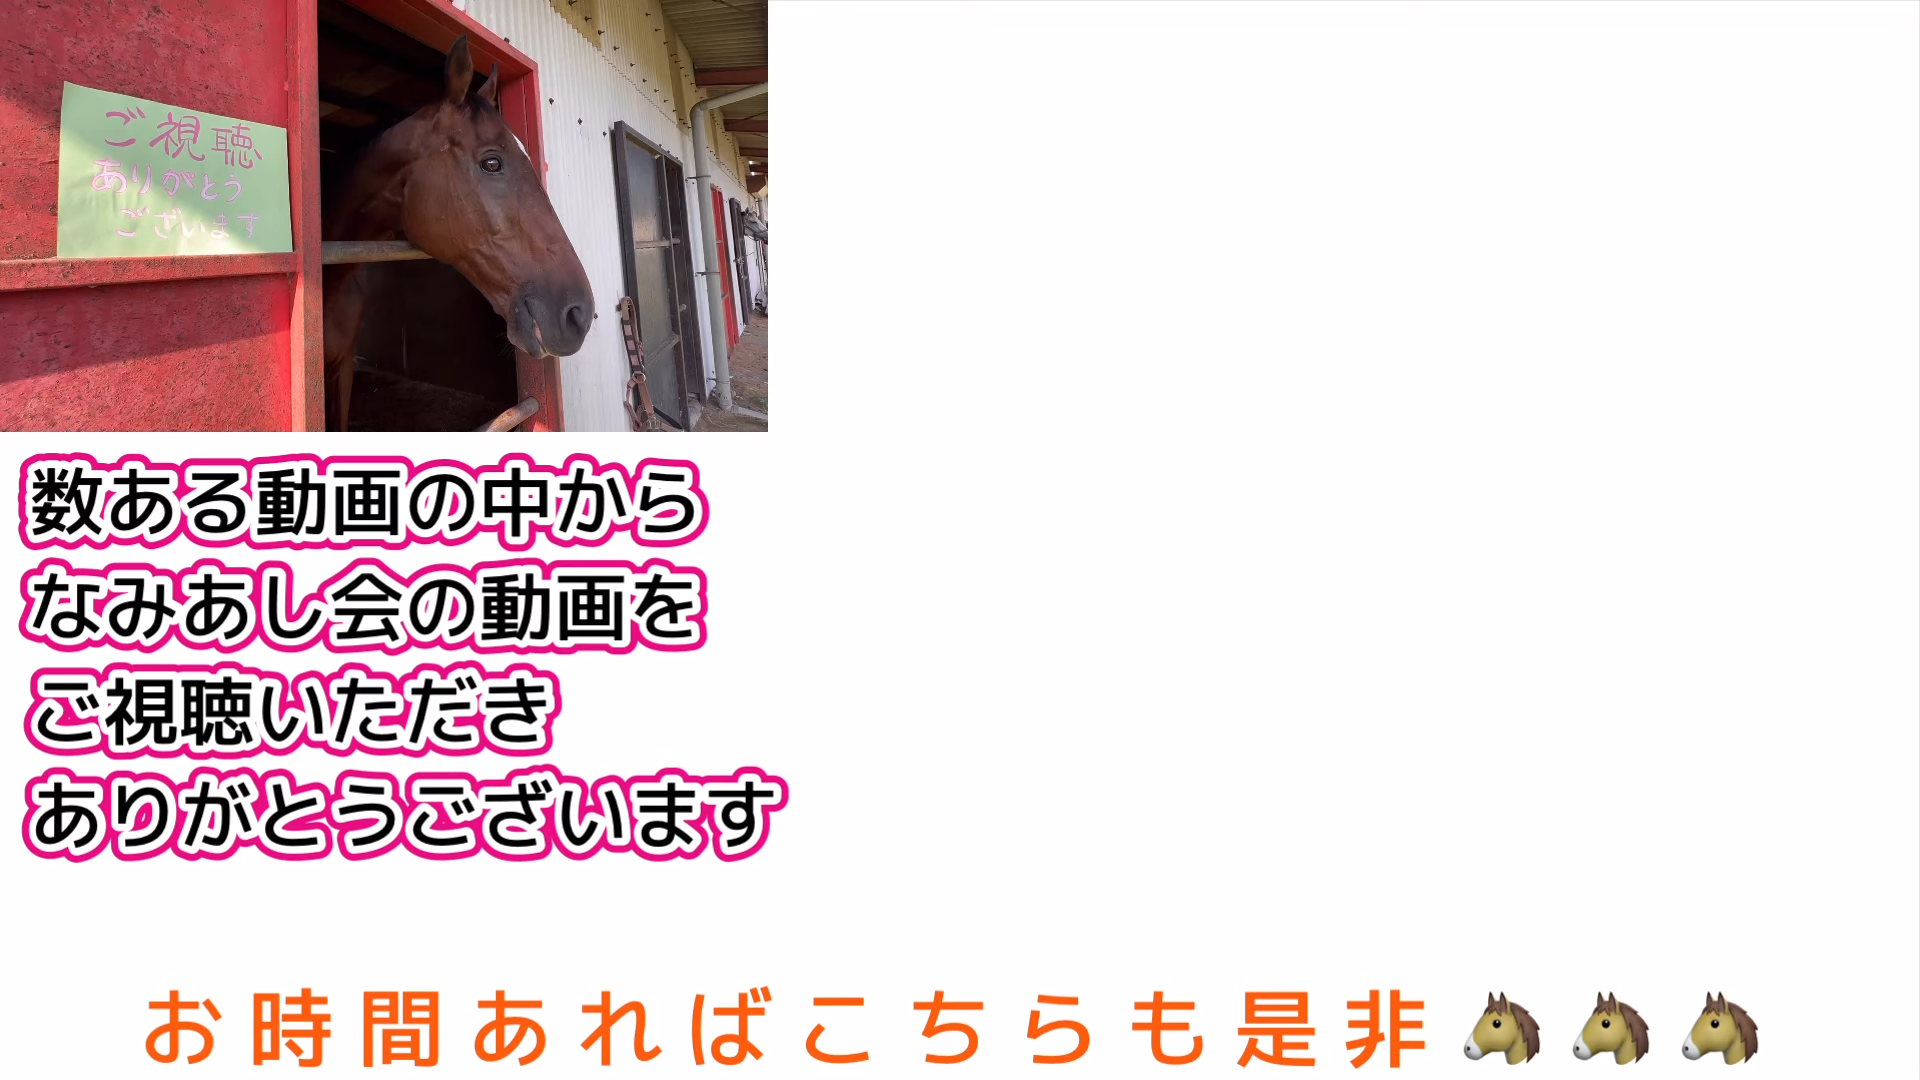 ご視聴
ありがとう
ございます
数ある動画の中から
なみあし会の動画を
ご視聴いただき
ありがとうございます
お時間あればこちらも是非🐴🐴🐴